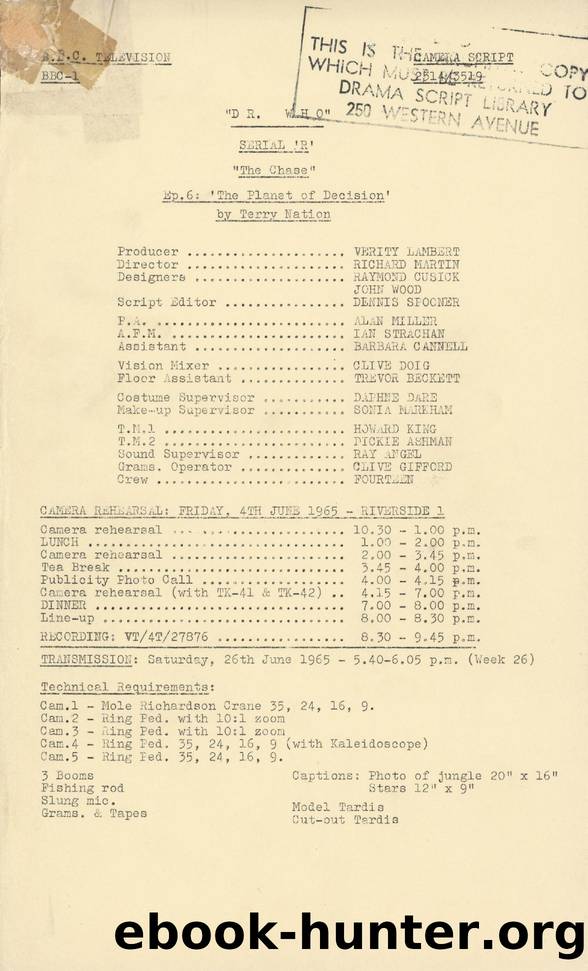 B.B.C. TELEVISION
BBC-1
CAMERA SCRIPT
THIS IS THE COPY
WHICH MUST BE RETURNED TO
DRAMA SCRIPT LIBRARY
250 WESTERN AVENUE
"D R. W H O"
SERIAL 'R'
"The Chase"
Ep.6: 'The Planet of Decision'
by Terry Nation
Producer ..................... VERITY LAMBERT
Director ..................... RICHARD MARTIN
Designers .................... RAYMOND CUSICK
JOHN WOOD
Script Editor ................ DENNIS SPOONER
P.A. ......................... ALAN MILLER
A.F.M. ....................... IAN STRACHAN
Assistant .................... BARBARA CANNELL
Vision Mixer ................. CLIVE DOIG
Floor Assistant .............. TREVOR BECKETT
Costume Supervisor ........... DAPHNE DARE
Make-up Supervisor ........... SONIA MARKHAM
T.M.1 ........................ HOWARD KING
T.M.2 ........................ DICKIE ASHMAN
Sound Supervisor ............. RAY ANGEL
Grams. Operator .............. CLIVE GIFFORD
Crew ......................... FOURTEEN
CAMERA REHEARSAL: FRIDAY, 4TH JUNE 1965 - RIVERSIDE 1
Camera rehearsal ....................... 10.30 - 1.00 p.m.
LUNCH .................................. 1.00 - 2.00 p.m.
Camera rehearsal ....................... 2.00 - 3.45 p.m.
Tea Break .............................. 3.45 - 4.00 p.m.
Publicity Photo Call ................... 4.00 - 4.15 p.m.
Camera rehearsal (with TK-41 & TK-42) .. 4.15 - 7.00 p.m.
DINNER ................................. 7.00 - 8.00 p.m.
Line-up ................................ 8.00 - 8.30 p.m.
RECORDING: VT/4T/27876 ................. 8.30 - 9.45 p.m.
TRANSMISSION: Saturday, 26th June 1965 - 5.40-6.05 p.m. (Week 26)
Technical Requirements:
Cam.1 - Mole Richardson Crane 35, 24, 16, 9.
Cam.2 - Ring Ped. with 10:1 zoom
Cam.3 - Ring Ped. with 10:1 zoom
Cam.4 - Ring Ped. 35, 24, 16, 9 (with Kaleidoscope)
Cam.5 - Ring Ped. 35, 24, 16, 9.
3 Booms
Fishing rod
Slung mic.
Grams. & Tapes
Captions: Photo of jungle 20" x 16"
Stars 12" x 9"
Model Tardis
Cut-out Tardis
ebook-hunter.org